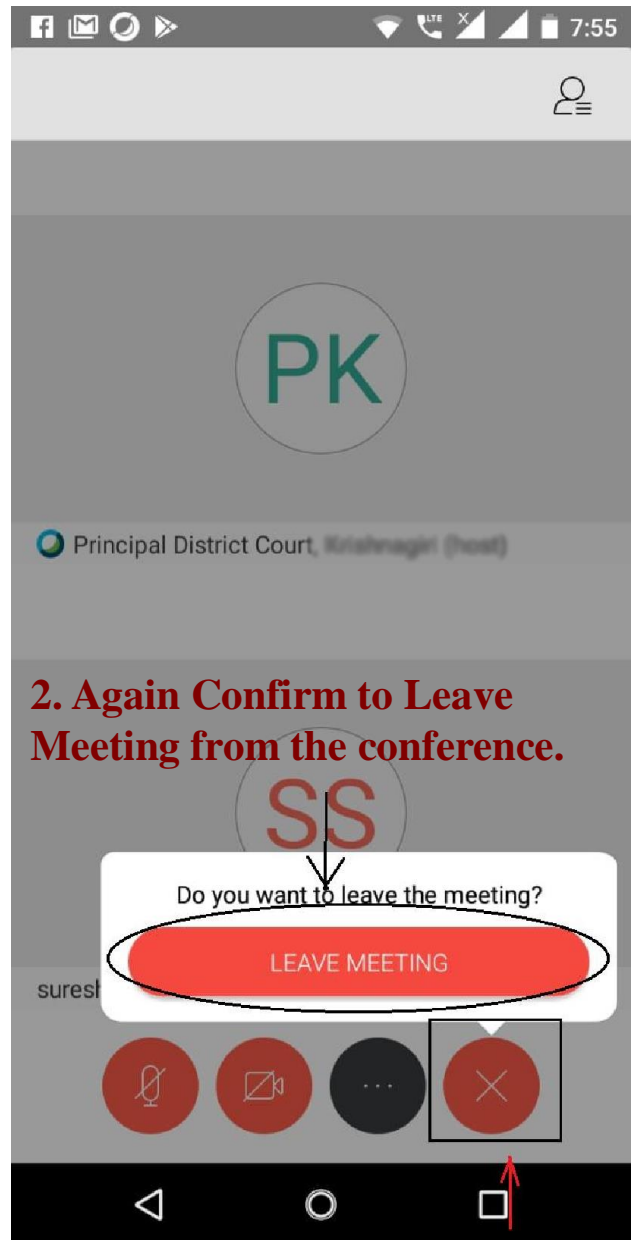 7:55
PK
Principal District Court,
2. Again Confirm to Leave
Meeting from the conference.
SS
Do you want to leave the meeting?
LEAVE MEETING